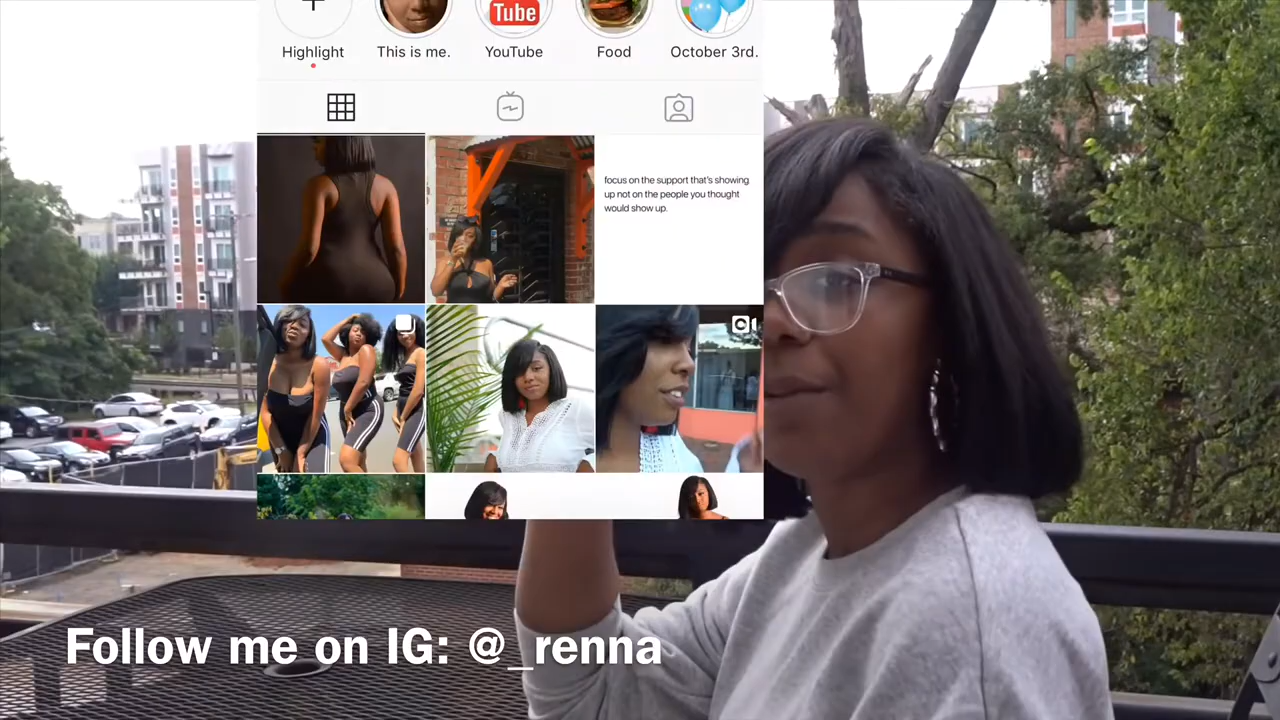 Tube
Highlight
This is me.
YouTube
Food
October 3rd.
focus on the support that's showing
up not on the people you thought
would show up.
Follow me on IG: @_renna